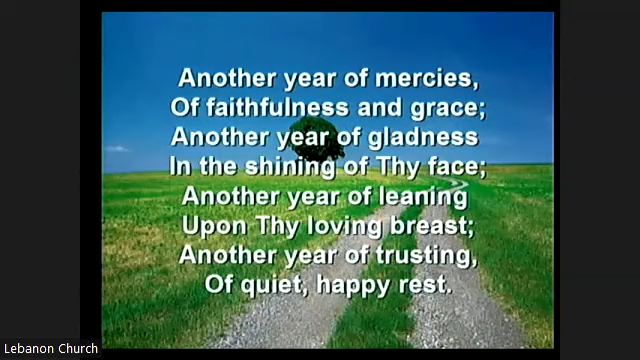 Another year of mercies,
Of faithfulness and grace;
Another year of gladness
In the shining of Thy face;
Another year of leaning
Upon Thy loving breast;
Another year of trusting,
Of quiet, happy rest.
Lebanon Church